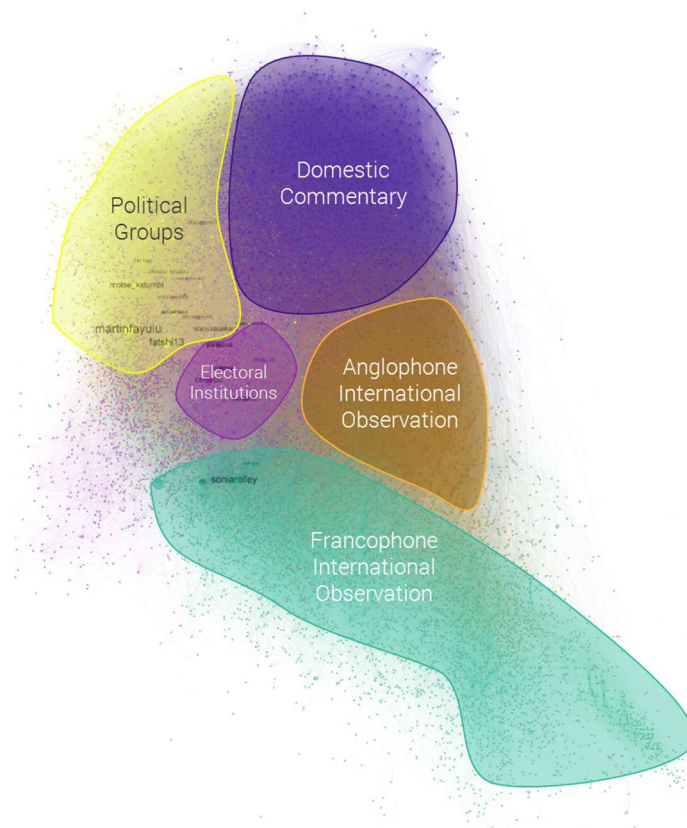 Domestic
Commentary
Political
Groups
moise_katumbi
martinfayulu
fatshi13
Electoral
Institutions
Anglophone
International
Observation
soniarolley
Francophone
International
Observation